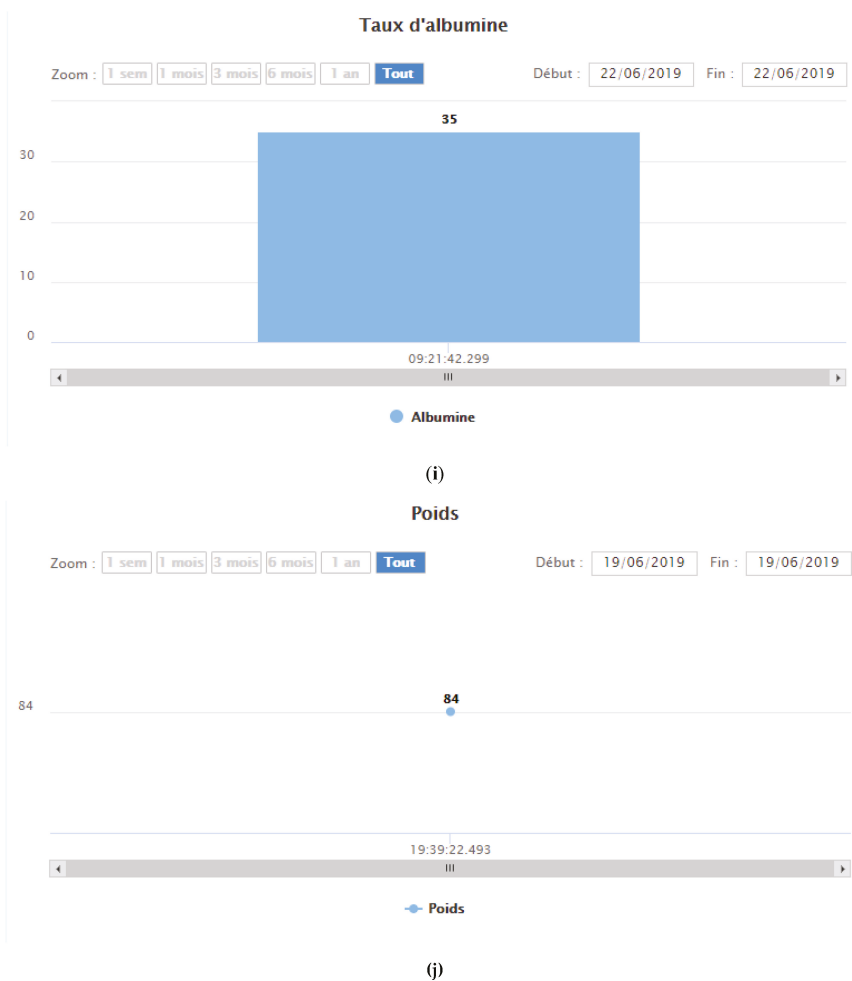 Taux d'albumine
Zoom : 1 sem 1 mois 3 mois 6 mois 1 an Tout Début : 22/06/2019 Fin : 22/06/2019
35
30
20
10
0
09:21:42.299
Albumine
(i)
Poids
Zoom : 1 sem 1 mois 3 mois 6 mois 1 an Tout Début : 19/06/2019 Fin : 19/06/2019
84
84
19:39:22.493
Poids
(j)